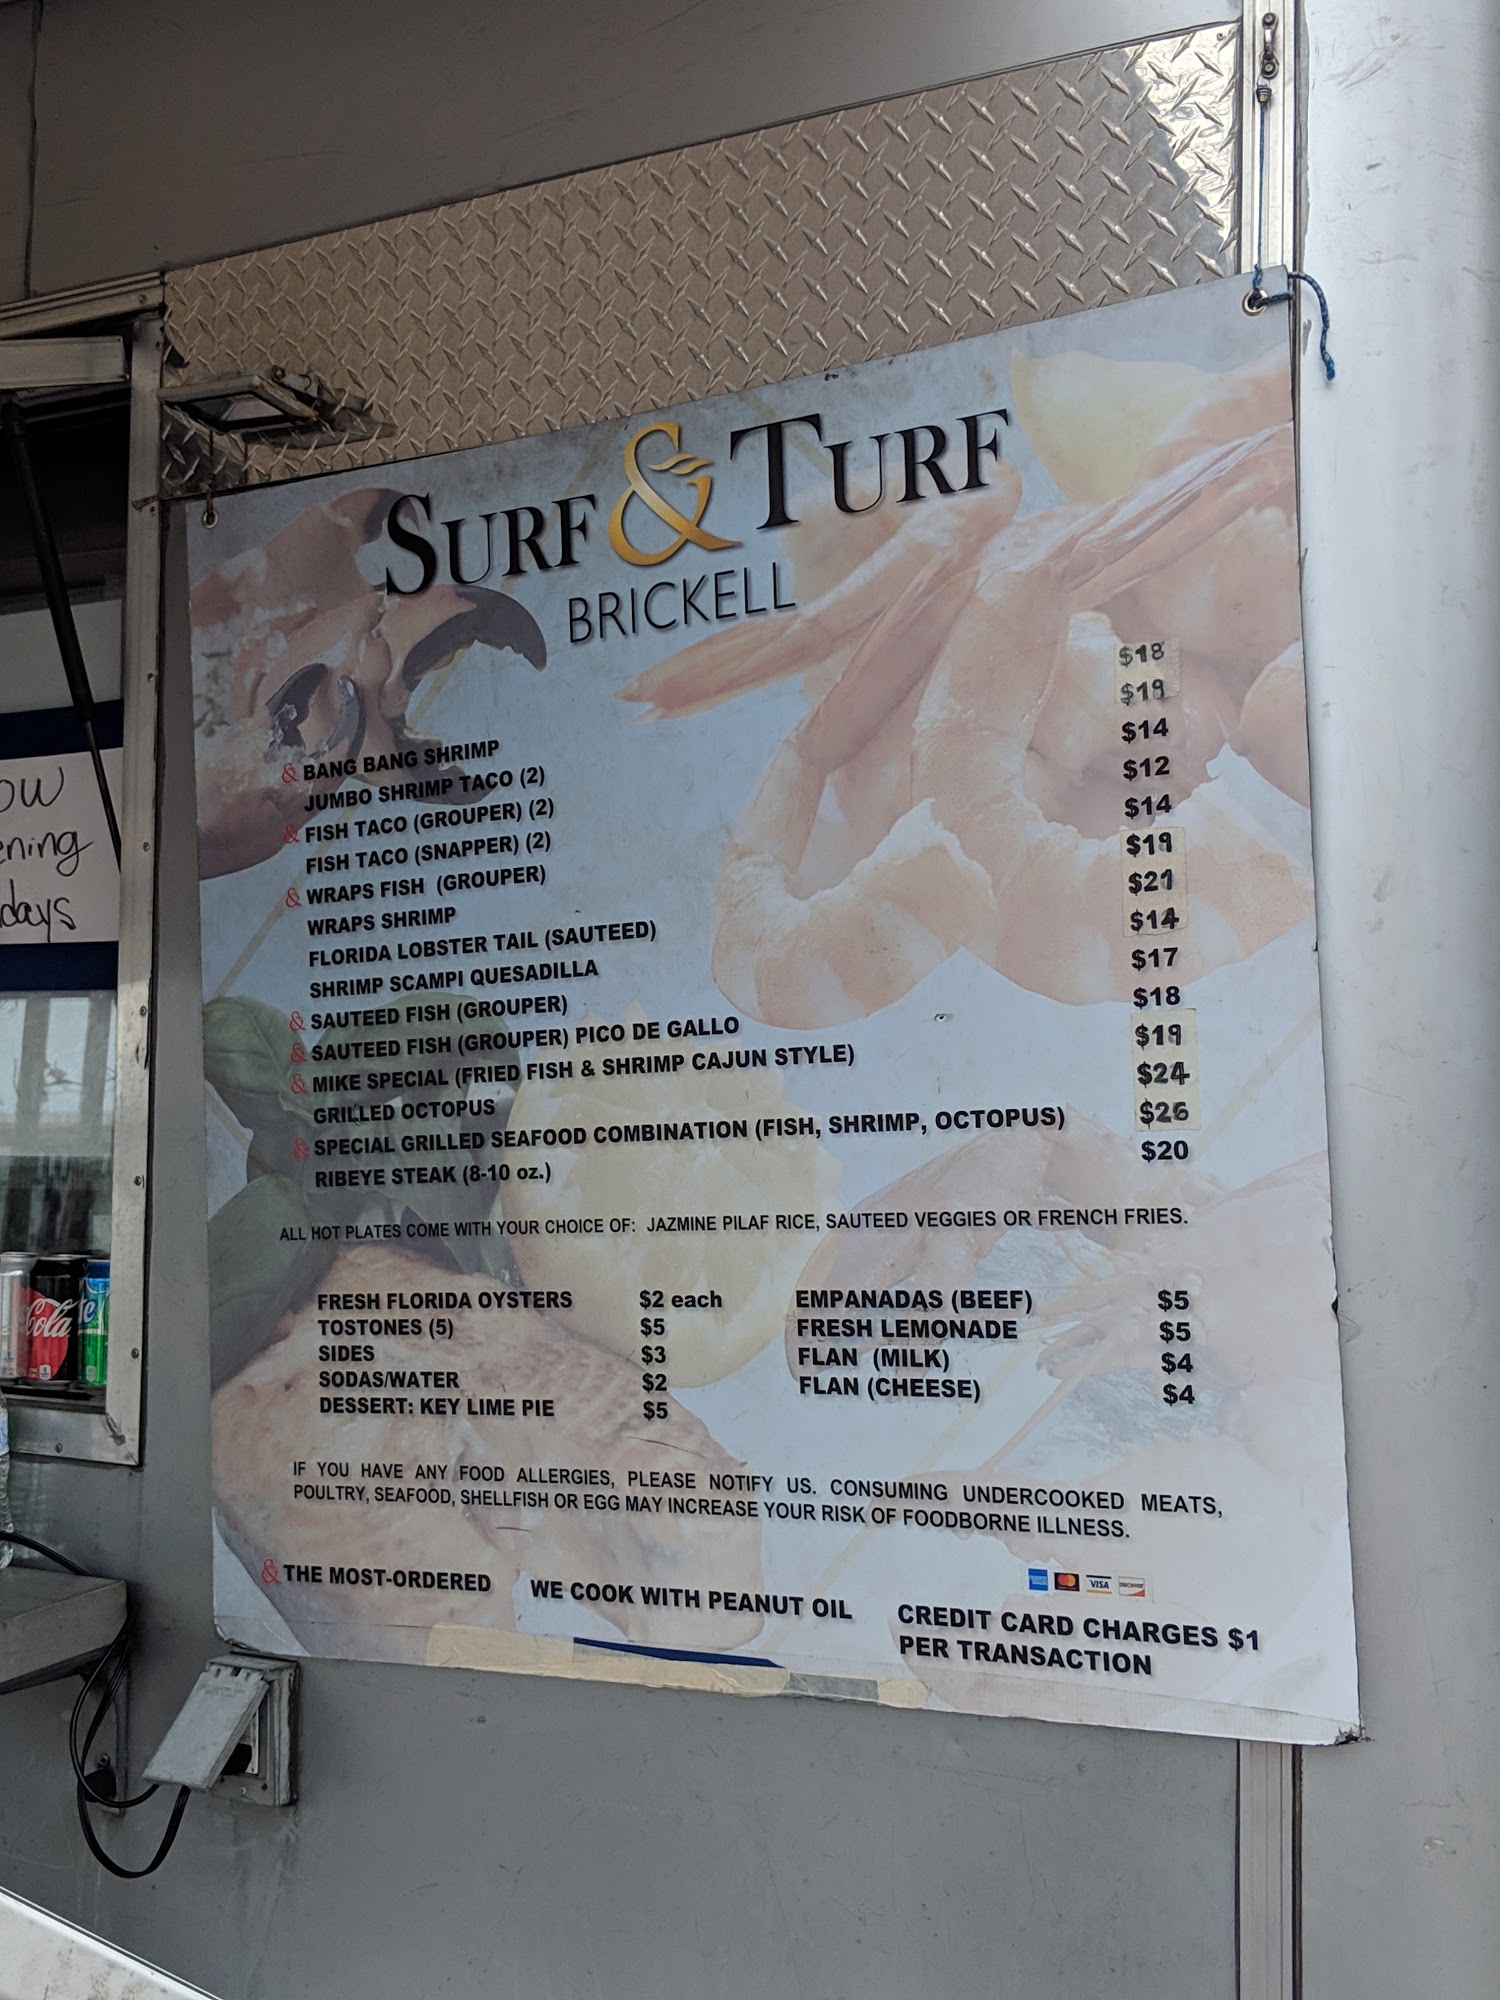 SURF & TURF
BRICKELL
& BANG BANG SHRIMP $18
JUMBO SHRIMP TACO (2) $19
& FISH TACO (GROUPER) (2) $14
FISH TACO (SNAPPER) (2) $12
& WRAPS FISH (GROUPER) $14
WRAPS SHRIMP $19
FLORIDA LOBSTER TAIL (SAUTEED) $21
SHRIMP SCAMPI QUESADILLA $14
& SAUTEED FISH (GROUPER) $17
& SAUTEED FISH (GROUPER) PICO DE GALLO $18
& MIKE SPECIAL (FRIED FISH & SHRIMP CAJUN STYLE) $19
GRILLED OCTOPUS $24
& SPECIAL GRILLED SEAFOOD COMBINATION (FISH, SHRIMP, OCTOPUS) $26
RIBEYE STEAK (8-10 oz.) $20
ALL HOT PLATES COME WITH YOUR CHOICE OF: JAZMINE PILAF RICE, SAUTEED VEGGIES OR FRENCH FRIES.
FRESH FLORIDA OYSTERS $2 each
TOSTONES (5) $5
SIDES $3
SODAS/WATER $2
DESSERT: KEY LIME PIE $5
EMPANADAS (BEEF) $5
FRESH LEMONADE $5
FLAN (MILK) $4
FLAN (CHEESE) $4
IF YOU HAVE ANY FOOD ALLERGIES, PLEASE NOTIFY US. CONSUMING UNDERCOOKED MEATS,
POULTRY, SEAFOOD, SHELLFISH OR EGG MAY INCREASE YOUR RISK OF FOODBORNE ILLNESS.
& THE MOST-ORDERED
WE COOK WITH PEANUT OIL
VISA DISCOVER
CREDIT CARD CHARGES $1
PER TRANSACTION
ow
ening
days
Cola